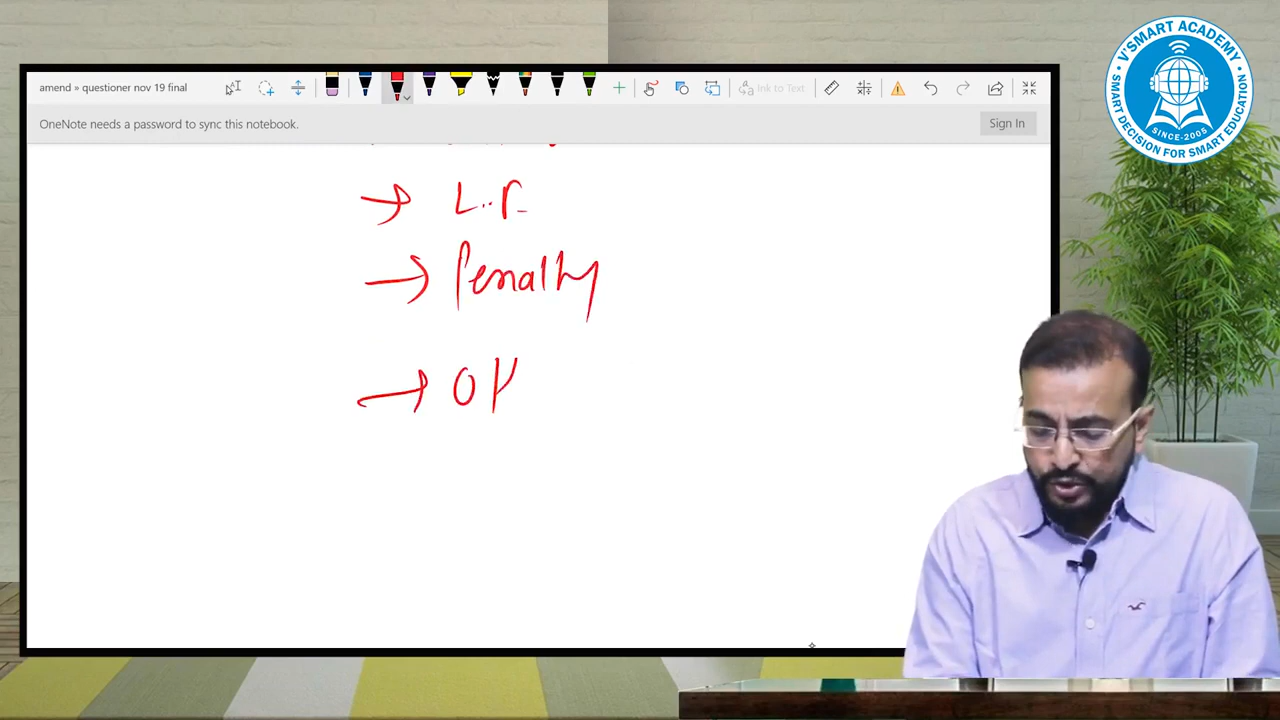 V'SMART ACADEMY
SINCE-2005
SMART DECISION FOR SMART EDUCATION
amend » questioner nov 19 final
Ink to Text
OneNote needs a password to sync this notebook.
Sign In
→ Penalty